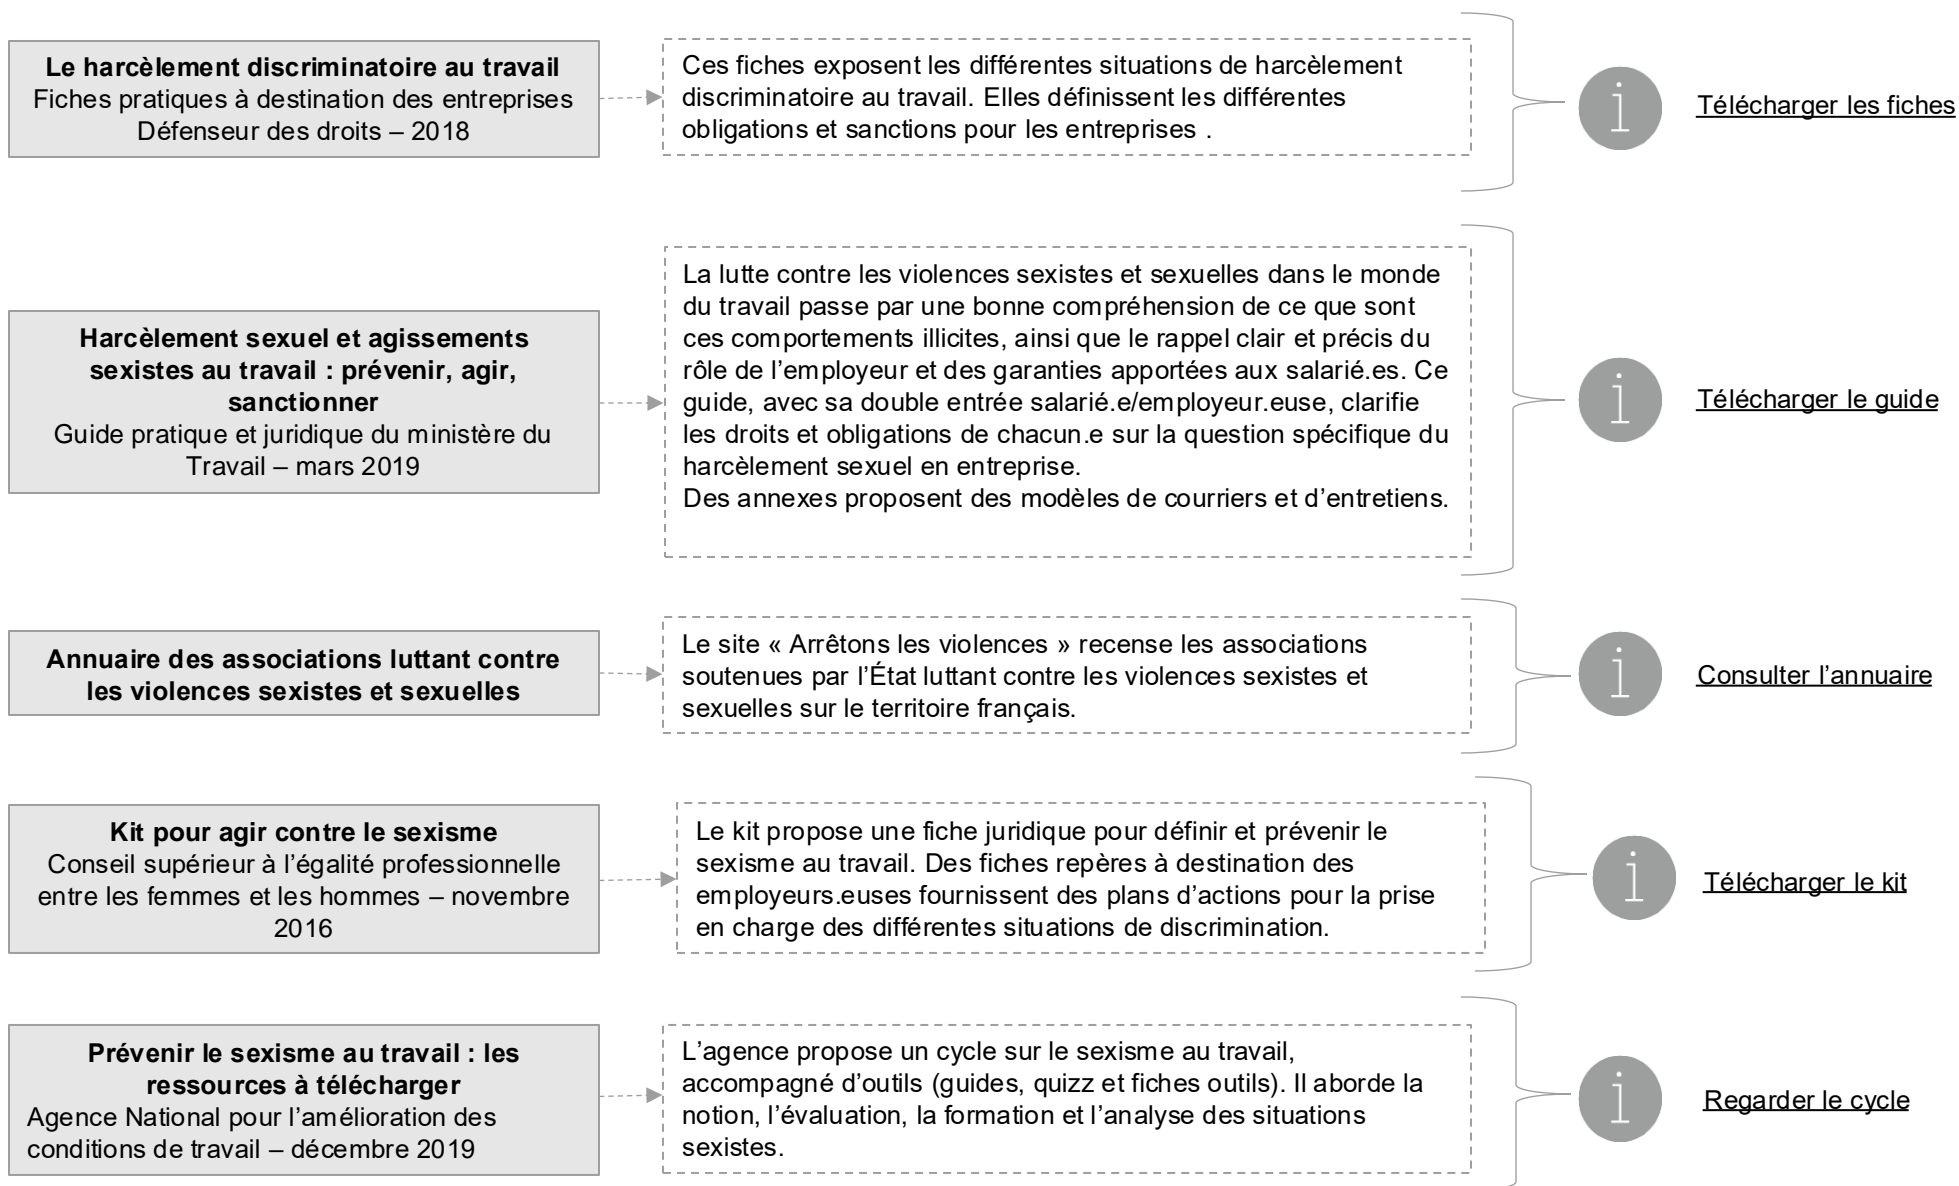 Le harcèlement discriminatoire au travail
Fiches pratiques à destination des entreprises
Défenseur des droits – 2018
Ces fiches exposent les différentes situations de harcèlement
discriminatoire au travail. Elles définissent les différentes
obligations et sanctions pour les entreprises .
Télécharger les fiches
Harcèlement sexuel et agissements
sexistes au travail : prévenir, agir,
sanctionner
Guide pratique et juridique du ministère du
Travail – mars 2019
La lutte contre les violences sexistes et sexuelles dans le monde
du travail passe par une bonne compréhension de ce que sont
ces comportements illicites, ainsi que le rappel clair et précis du
rôle de l’employeur et des garanties apportées aux salarié.es. Ce
guide, avec sa double entrée salarié.e/employeur.euse, clarifie
les droits et obligations de chacun.e sur la question spécifique du
harcèlement sexuel en entreprise.
Des annexes proposent des modèles de courriers et d’entretiens.
Télécharger le guide
Annuaire des associations luttant contre
les violences sexistes et sexuelles
Le site « Arrêtons les violences » recense les associations
soutenues par l’État luttant contre les violences sexistes et
sexuelles sur le territoire français.
Consulter l’annuaire
Kit pour agir contre le sexisme
Conseil supérieur à l’égalité professionnelle
entre les femmes et les hommes – novembre
2016
Le kit propose une fiche juridique pour définir et prévenir le
sexisme au travail. Des fiches repères à destination des
employeurs.euses fournissent des plans d’actions pour la prise
en charge des différentes situations de discrimination.
Télécharger le kit
Prévenir le sexisme au travail : les
ressources à télécharger
Agence National pour l’amélioration des
conditions de travail – décembre 2019
L’agence propose un cycle sur le sexisme au travail,
accompagné d’outils (guides, quizz et fiches outils). Il aborde la
notion, l’évaluation, la formation et l’analyse des situations
sexistes.
Regarder le cycle